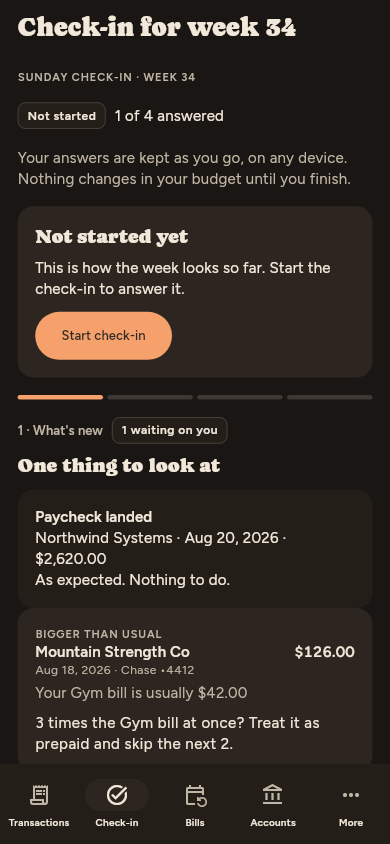 Check-in for week 34
SUNDAY CHECK-IN · WEEK 34
Not started 1 of 4 answered
Your answers are kept as you go, on any device.
Nothing changes in your budget until you finish.
Not started yet
This is how the week looks so far. Start the
check-in to answer it.
Start check-in
1 · What's new 1 waiting on you
One thing to look at
Paycheck landed
Northwind Systems · Aug 20, 2026 ·
$2,620.00
As expected. Nothing to do.
BIGGER THAN USUAL
Mountain Strength Co $126.00
Aug 18, 2026 · Chase •4412
Your Gym bill is usually $42.00
3 times the Gym bill at once? Treat it as
prepaid and skip the next 2.
Transactions Check-in Bills Accounts More